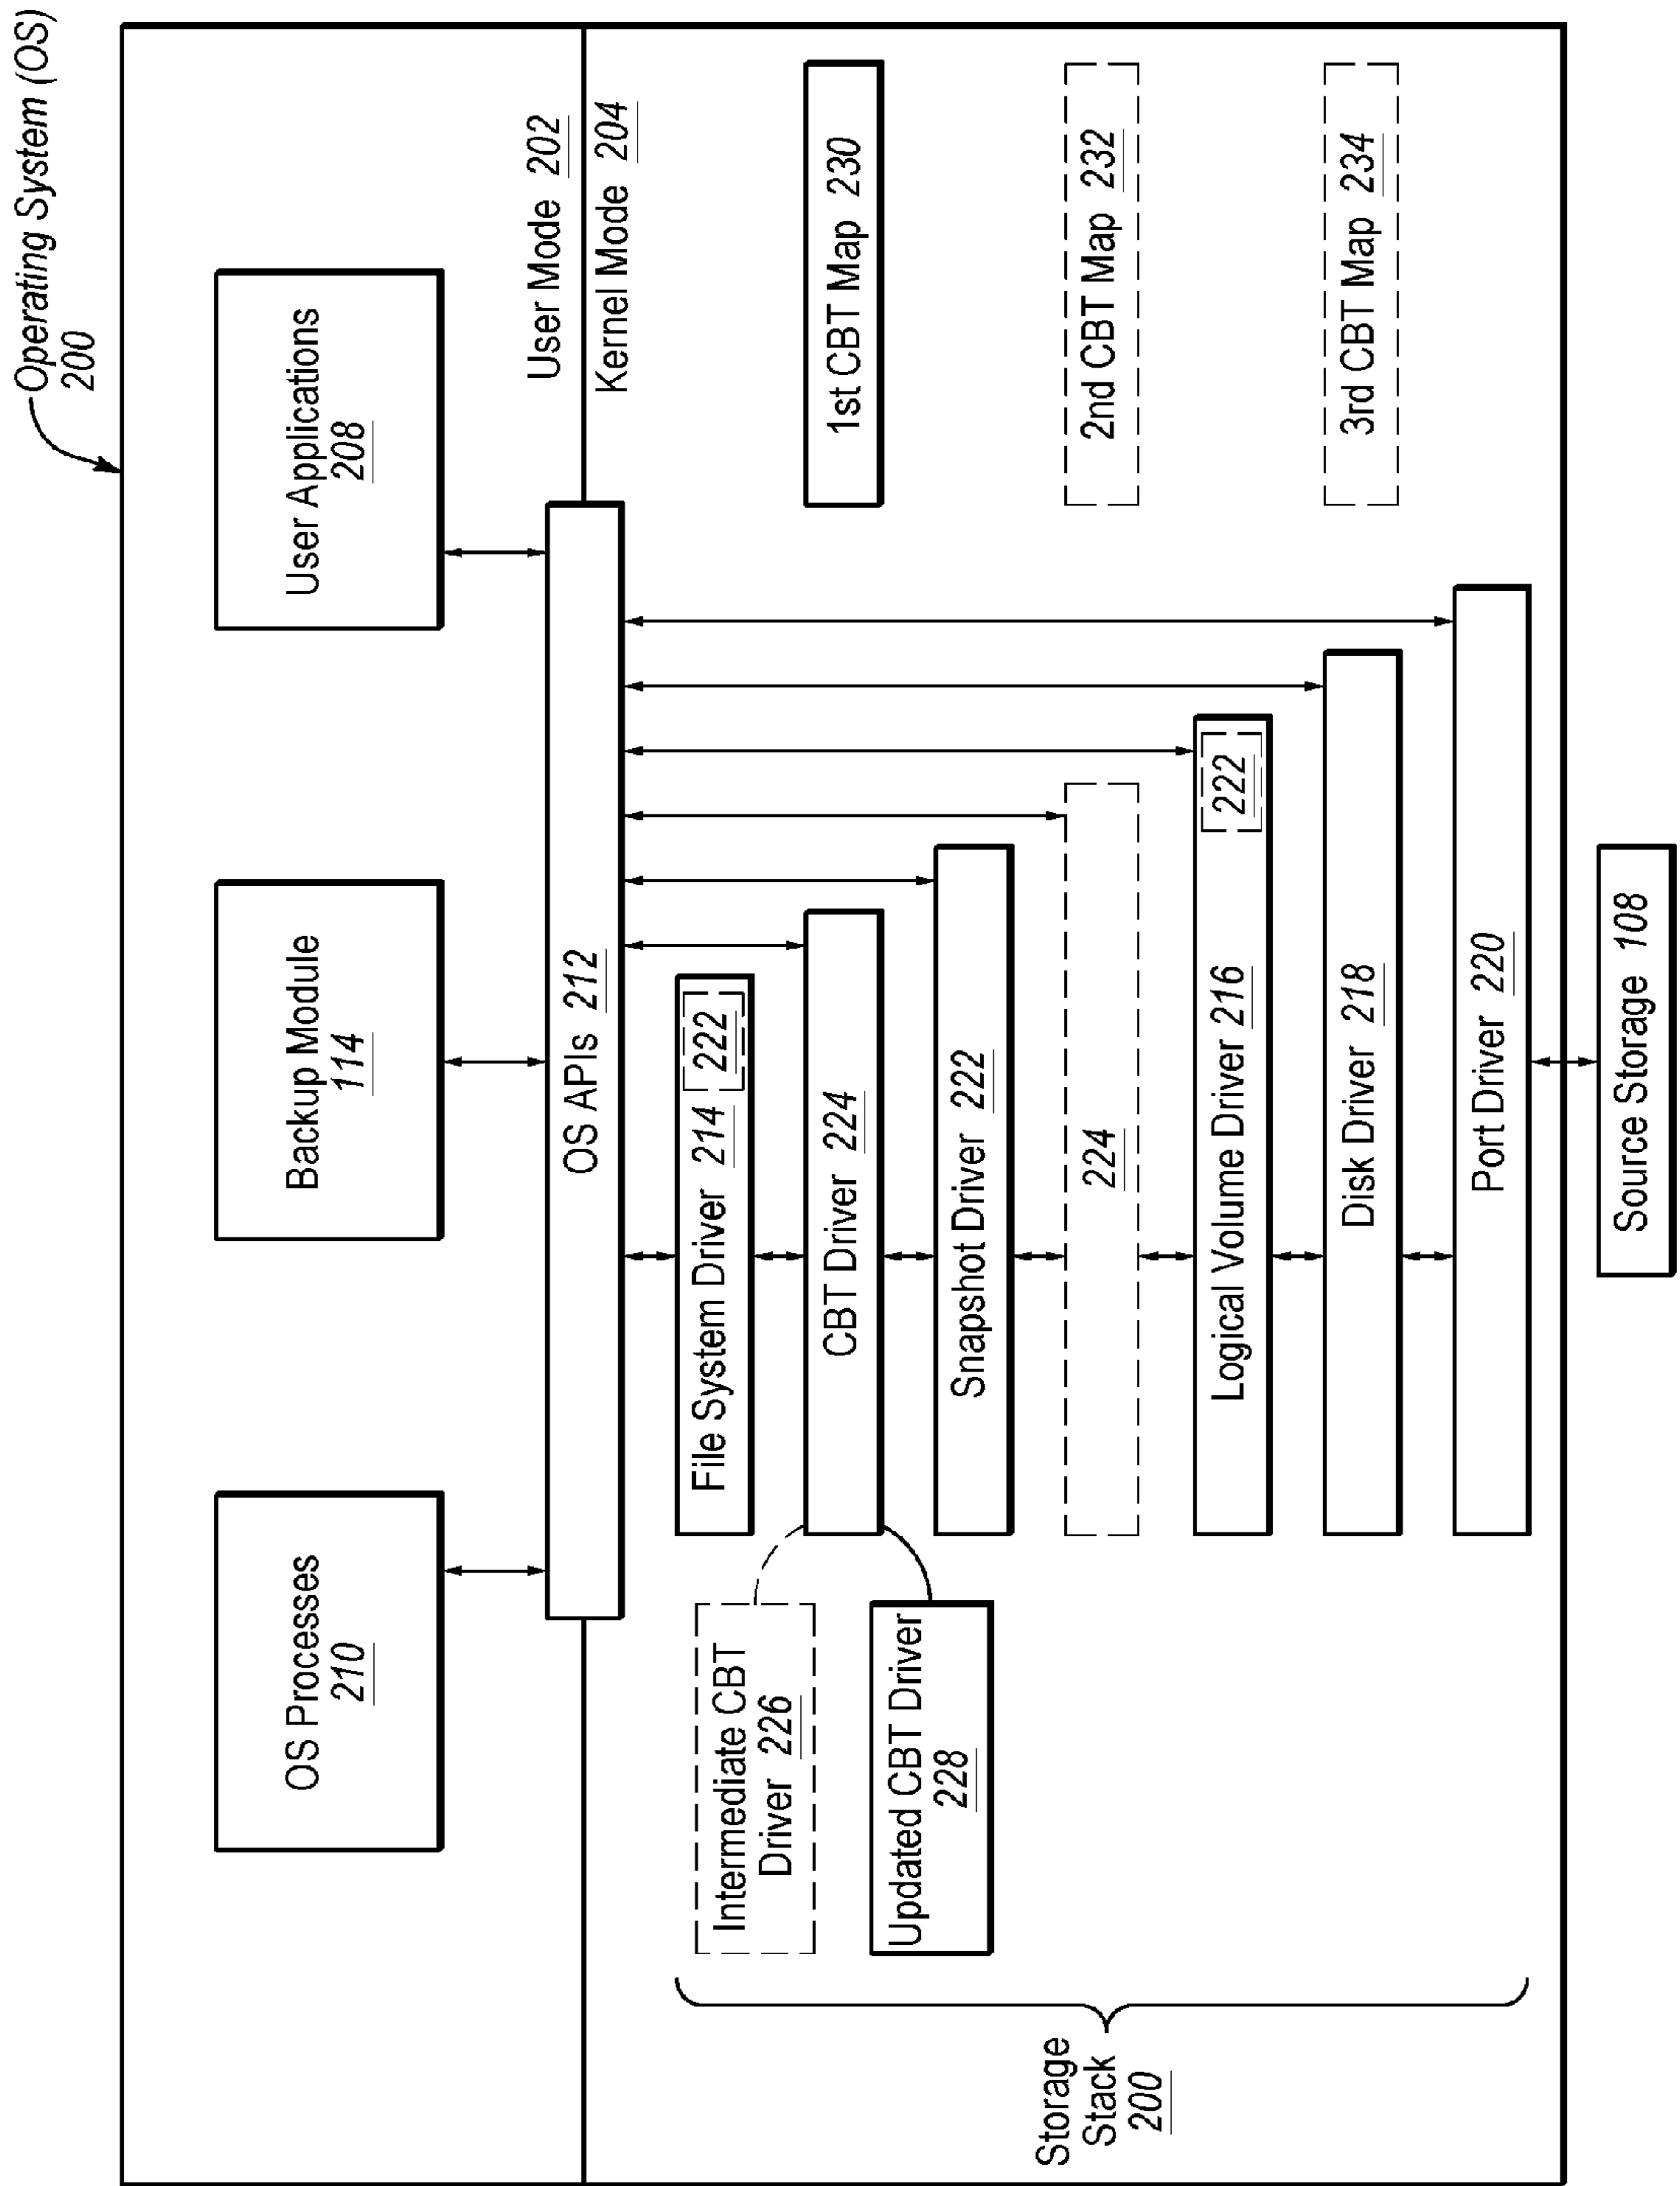 Operating System (OS)
200
OS Processes
210
Backup Module
114
User Applications
208
User Mode 202
Kernel Mode 204
OS APIs 212
File System Driver 214
222
CBT Driver 224
Snapshot Driver 222
224
Logical Volume Driver 216
222
Disk Driver 218
Port Driver 220
Intermediate CBT
Driver 226
Updated CBT Driver
228
Storage
Stack
200
1st CBT Map 230
2nd CBT Map 232
3rd CBT Map 234
Source Storage 108